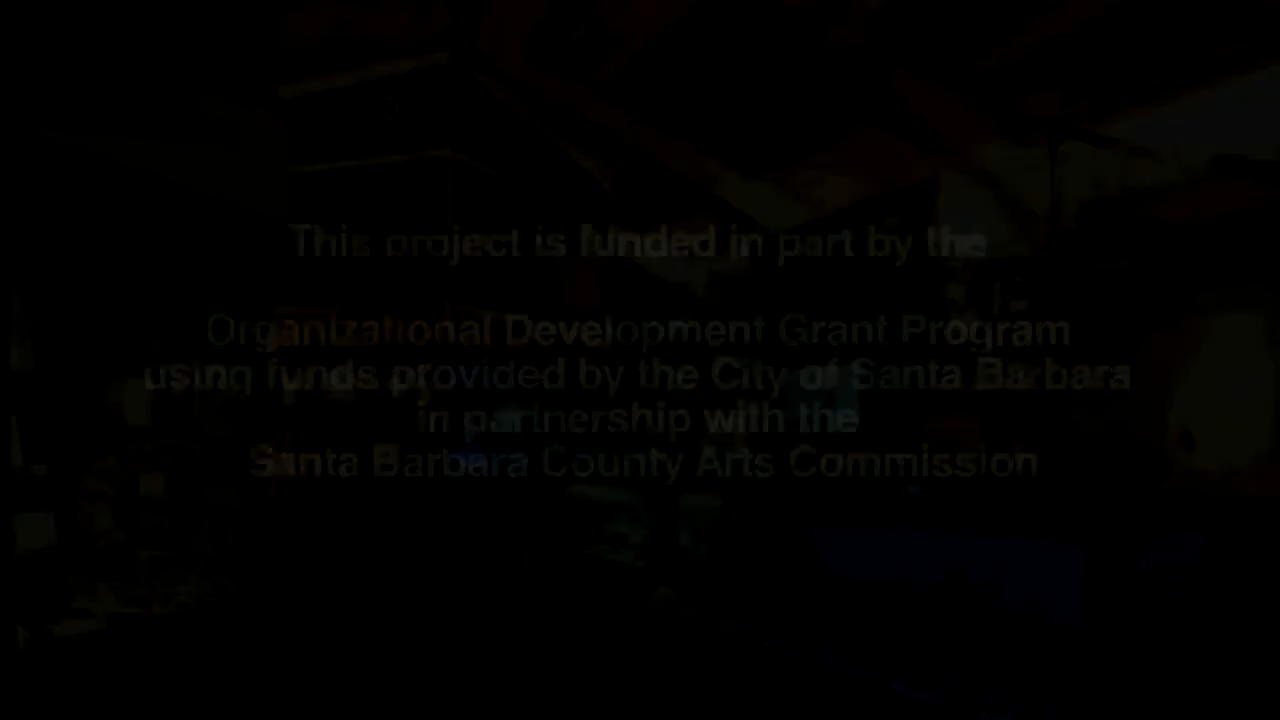 This project is funded in part by the
Organizational Development Grant Program
using funds provided by the City of Santa Barbara
in partnership with the
Santa Barbara County Arts Commission